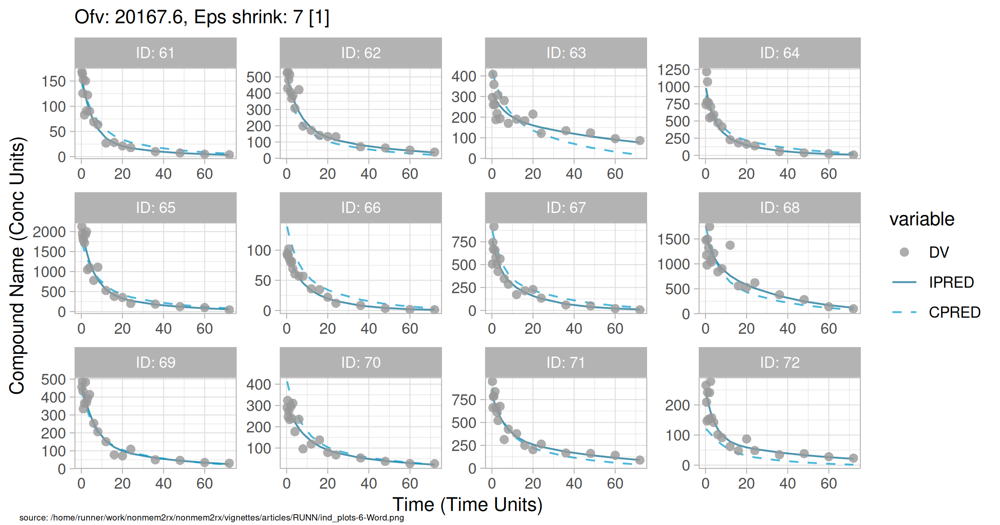 Ofv: 20167.6, Eps shrink: 7 [1]
Compound Name (Conc Units)
ID: 61
150
100
50
0
0 20 40 60
ID: 62
500
400
300
200
100
0
0 20 40 60
ID: 63
400
300
200
100
0
0 20 40 60
ID: 64
1250
1000
750
500
250
0
0 20 40 60
ID: 65
2000
1500
1000
500
0
0 20 40 60
ID: 66
100
50
0
0 20 40 60
ID: 67
750
500
250
0
0 20 40 60
ID: 68
1500
1000
500
0
0 20 40 60
ID: 69
500
400
300
200
100
0
0 20 40 60
ID: 70
400
300
200
100
0 20 40 60
ID: 71
750
500
250
0
0 20 40 60
ID: 72
200
100
0
0 20 40 60
variable
DV
IPRED
CPRED
Time (Time Units)
source: /home/runner/work/nonmem2rx/nonmem2rx/vignettes/articles/RUNN/ind_plots-6-Word.png